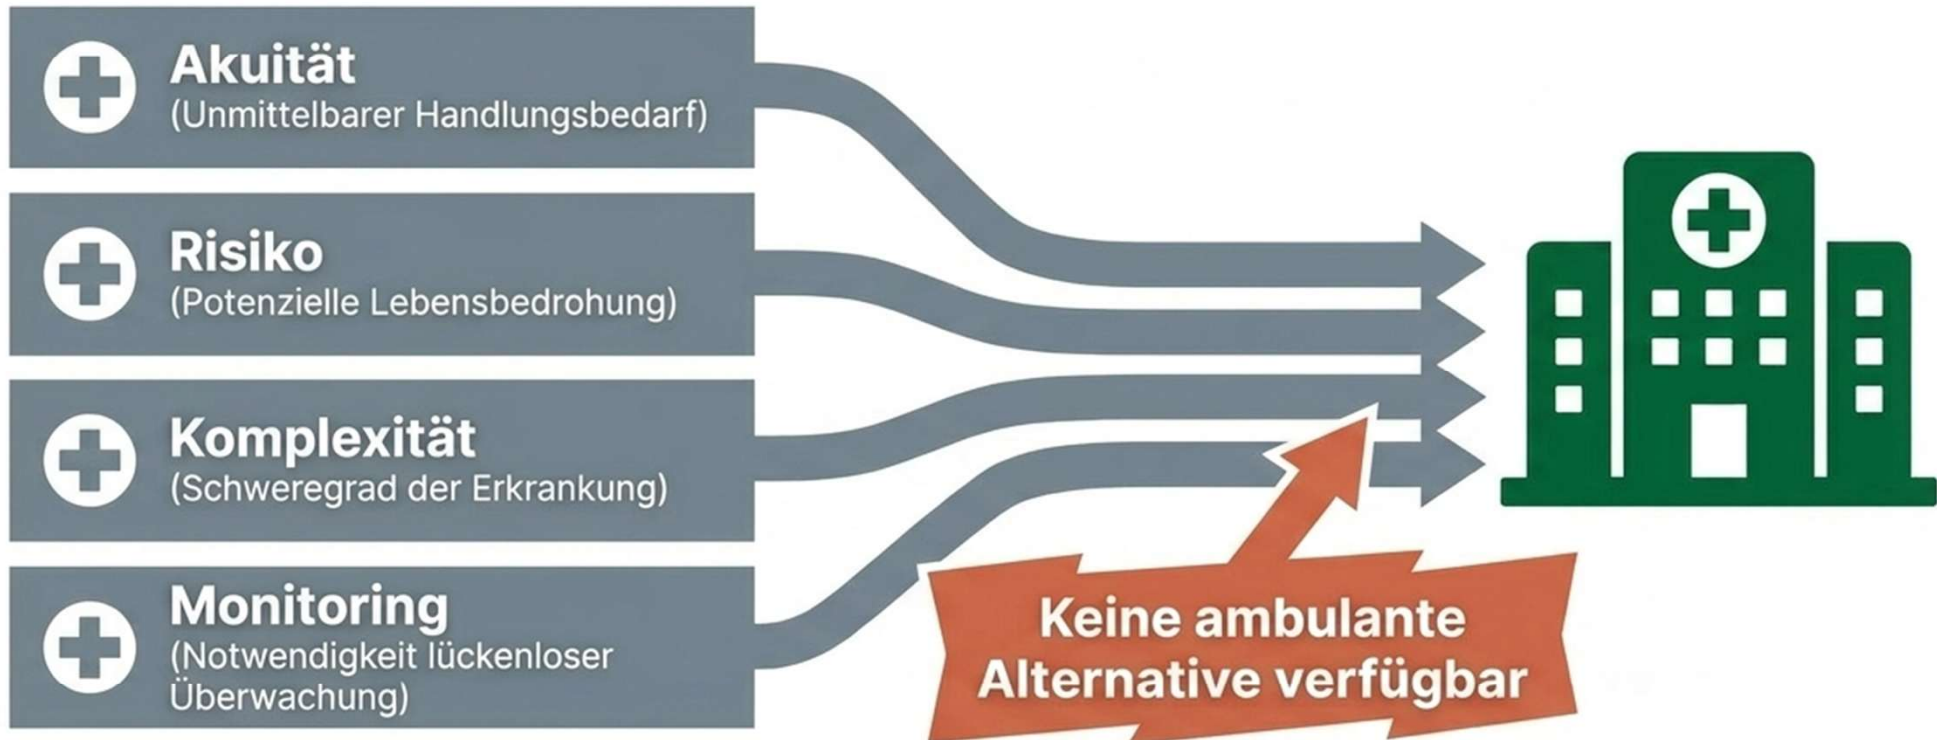 Akuität
(Unmittelbarer Handlungsbedarf)
Risiko
(Potenzielle Lebensbedrohung)
Komplexität
(Schweregrad der Erkrankung)
Monitoring
(Notwendigkeit lückenloser
Überwachung)
Keine ambulante
Alternative verfügbar